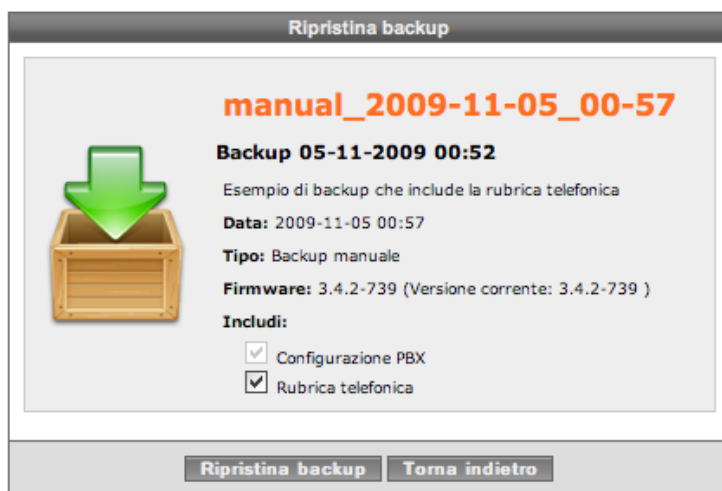 Ripristina backup
manual_2009-11-05_00-57
Backup 05-11-2009 00:52
Esempio di backup che include la rubrica telefonica
Data: 2009-11-05 00:57
Tipo: Backup manuale
Firmware: 3.4.2-739 (Versione corrente: 3.4.2-739 )
Includi:
Configurazione PBX
Rubrica telefonica
Ripristina backup Torna indietro